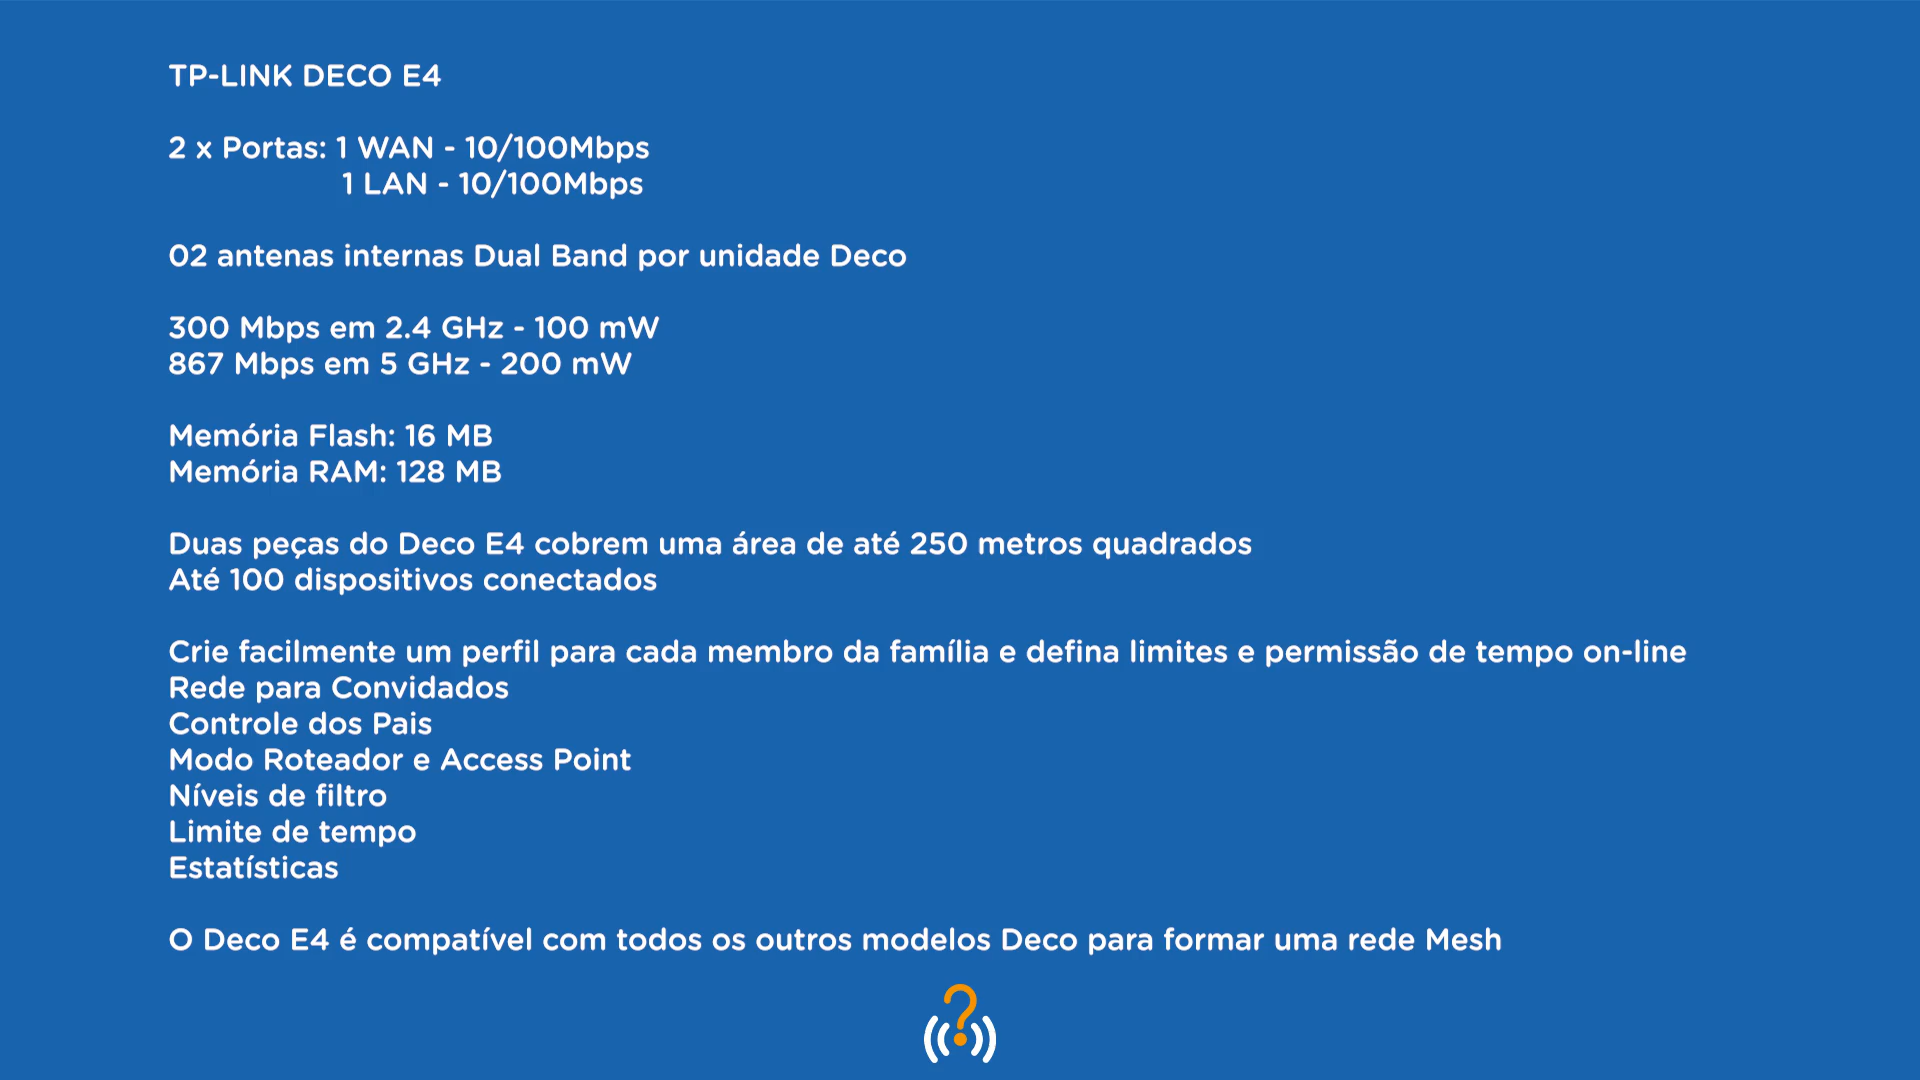 TP-LINK DECO E4
2 x Portas: 1 WAN - 10/100Mbps
1 LAN - 10/100Mbps
02 antenas internas Dual Band por unidade Deco
300 Mbps em 2.4 GHz - 100 mW
867 Mbps em 5 GHz - 200 mW
Memória Flash: 16 MB
Memória RAM: 128 MB
Duas peças do Deco E4 cobrem uma área de até 250 metros quadrados
Até 100 dispositivos conectados
Crie facilmente um perfil para cada membro da família e defina limites e permissão de tempo on-line
Rede para Convidados
Controle dos Pais
Modo Roteador e Access Point
Níveis de filtro
Limite de tempo
Estatísticas
O Deco E4 é compatível com todos os outros modelos Deco para formar uma rede Mesh